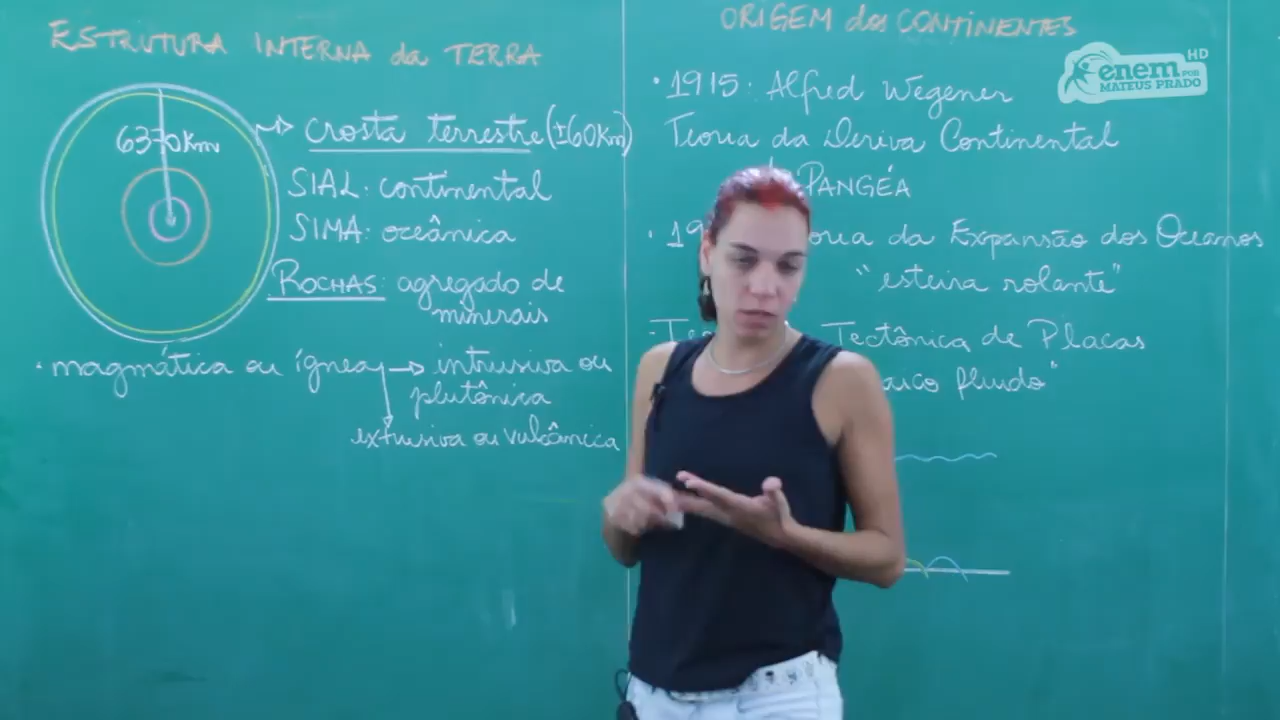 ESTRUTURA INTERNA da TERRA
6370Km
crosta terrestre (±60Km)
SIAL: continental
SIMA: oceânica
ROCHAS: agregado de
minerais
• magmática ou ígnea → intrusiva ou
plutônica
extrusiva ou vulcânica
ORIGEM dos CONTINENTES
• 1915: Alfred Wegener
Teoria da Deriva Continental
PANGÉA
da Expansão dos Oceanos
"esteira rolante"
Tectônica de Placas
fluido"
enem HD
POR
MATEUS PRADO